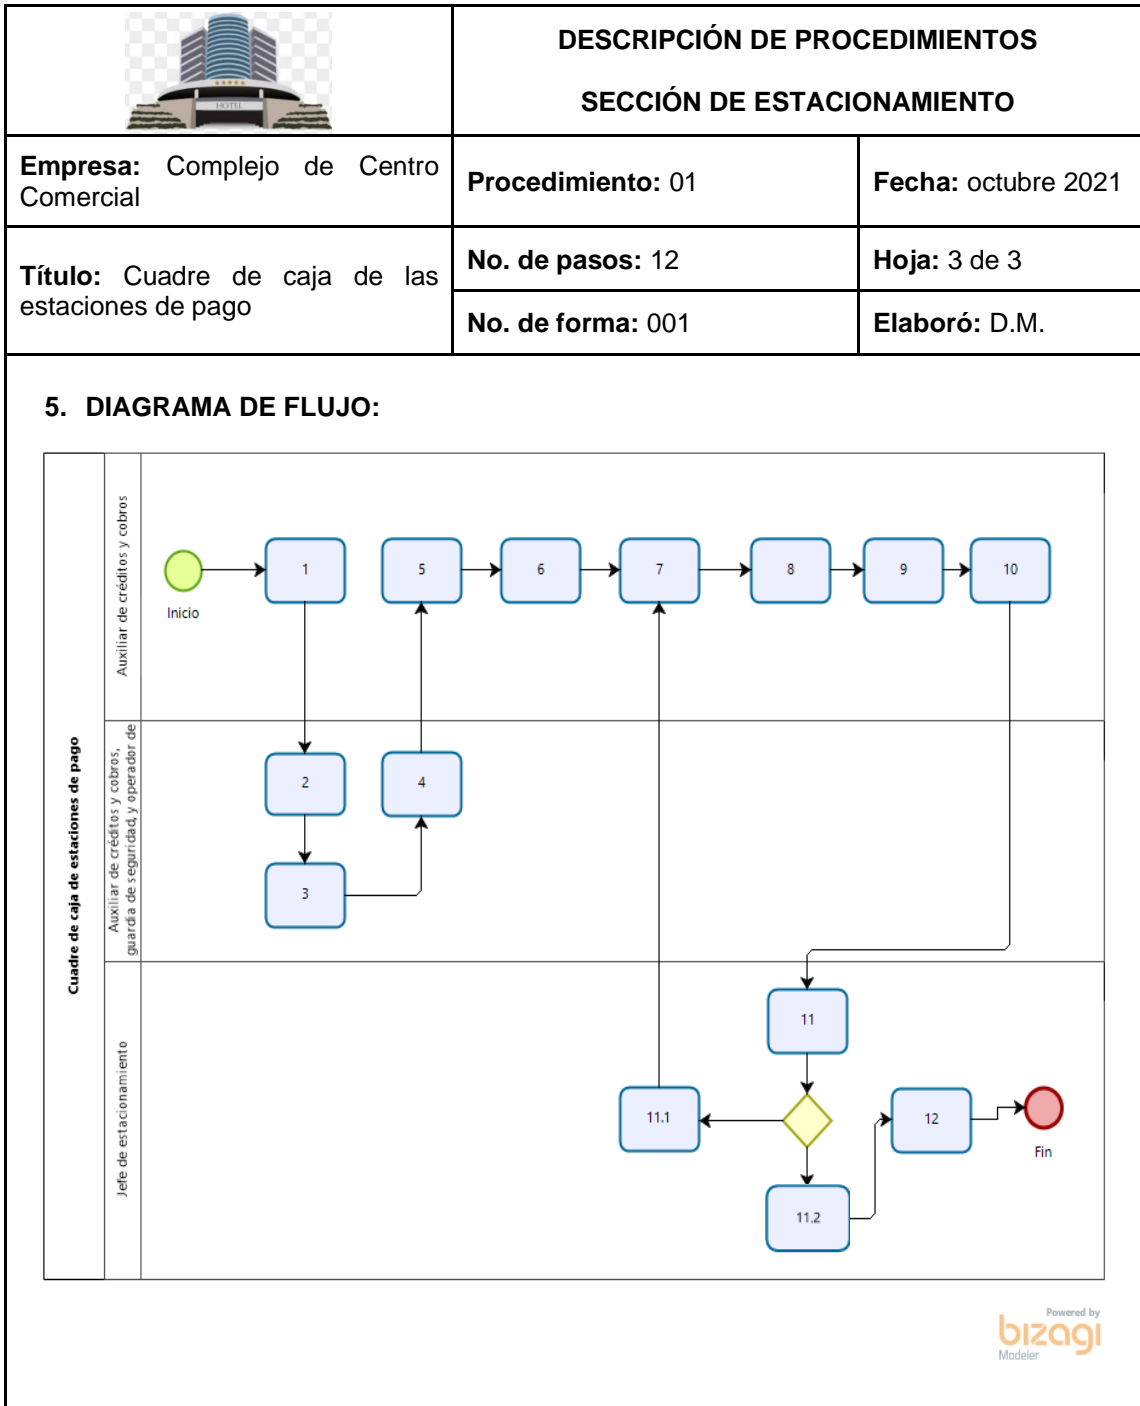 HOTEL
DESCRIPCIÓN DE PROCEDIMIENTOS
SECCIÓN DE ESTACIONAMIENTO
Empresa: Complejo de Centro
Comercial
Procedimiento: 01
Fecha: octubre 2021
Título: Cuadre de caja de las
estaciones de pago
No. de pasos: 12
Hoja: 3 de 3
No. de forma: 001
Elaboró: D.M.
5. DIAGRAMA DE FLUJO:
Cuadre de caja de estaciones de pago
Auxiliar de créditos y cobros
Inicio
1
5
6
7
8
9
10
Auxiliar de créditos y cobros,
guardia de seguridad, y operador de
2
4
3
Jefe de estacionamiento
11
11.1
12
Fin
11.2
Powered by
bizagi
Modeler